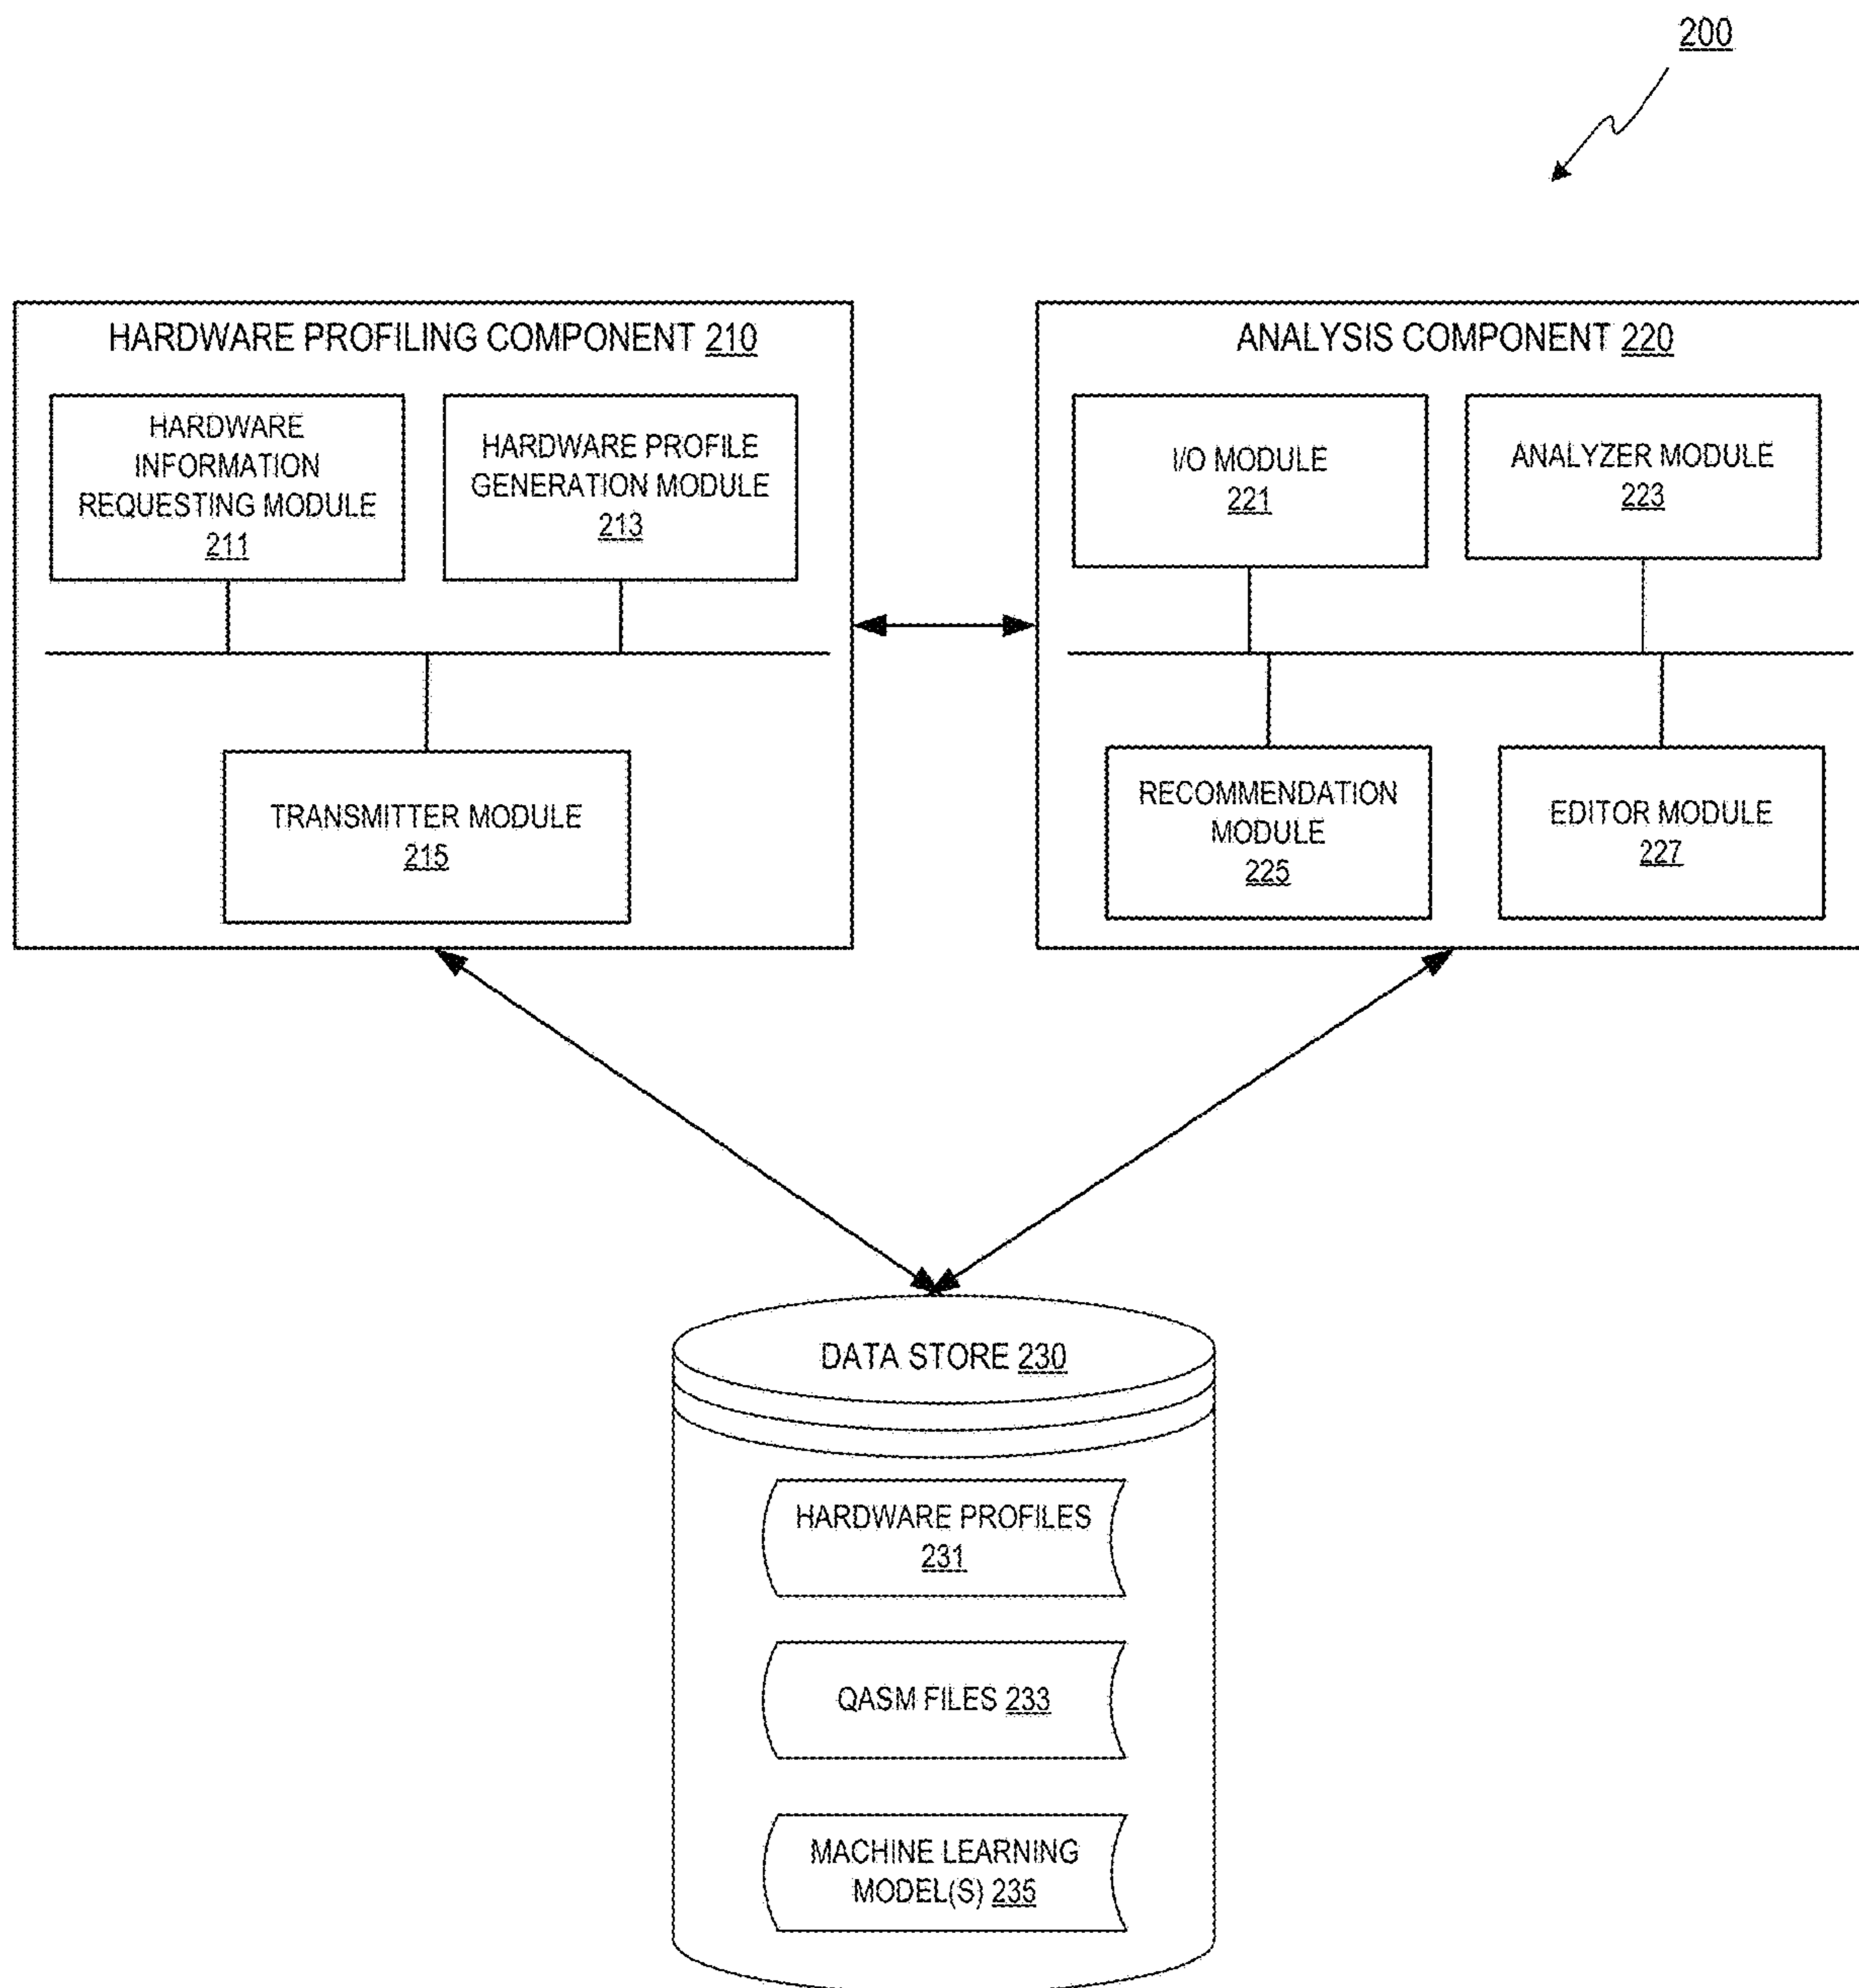 200
HARDWARE PROFILING COMPONENT 210
HARDWARE
INFORMATION
REQUESTING MODULE
211
HARDWARE PROFILE
GENERATION MODULE
213
TRANSMITTER MODULE
215
ANALYSIS COMPONENT 220
I/O MODULE
221
ANALYZER MODULE
223
RECOMMENDATION
MODULE
225
EDITOR MODULE
227
DATA STORE 230
HARDWARE PROFILES
231
QASM FILES 233
MACHINE LEARNING
MODEL(S) 235